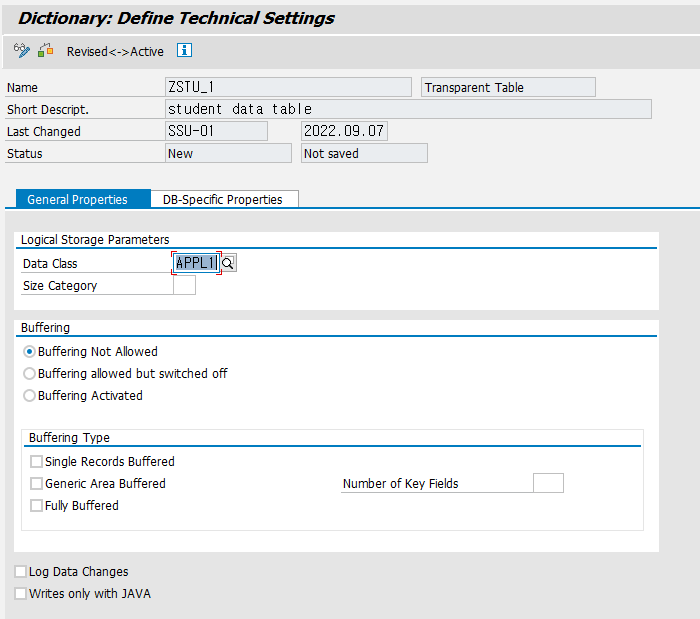 Dictionary: Define Technical Settings
Revised<->Active
Name ZSTU_1 Transparent Table
Short Descript. student data table
Last Changed SSU-01 2022.09.07
Status New Not saved
General Properties DB-Specific Properties
Logical Storage Parameters
Data Class APPL1
Size Category
Buffering
Buffering Not Allowed
Buffering allowed but switched off
Buffering Activated
Buffering Type
Single Records Buffered
Generic Area Buffered Number of Key Fields
Fully Buffered
Log Data Changes
Writes only with JAVA